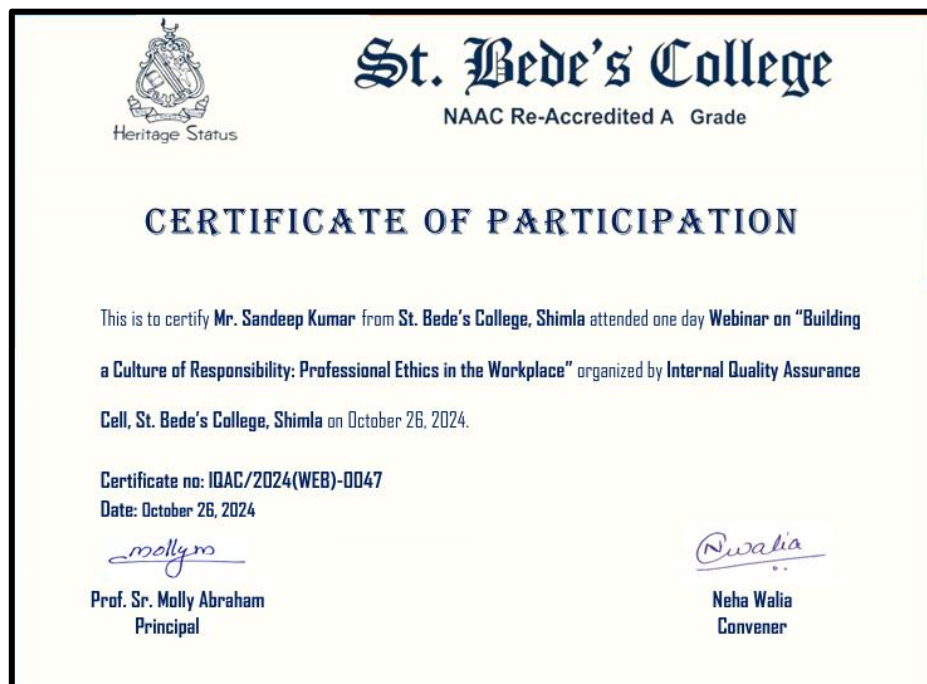 St. Bede's College
NAAC Re-Accredited A Grade
Heritage Status
CERTIFICATE OF PARTICIPATION
This is to certify Mr. Sandeep Kumar from St. Bede's College, Shimla attended one day Webinar on "Building
a Culture of Responsibility: Professional Ethics in the Workplace" organized by Internal Quality Assurance
Cell, St. Bede's College, Shimla on October 26, 2024.
Certificate no: IQAC/2024(WEB)-0047
Date: October 26, 2024
mollym
Nwalia
Prof. Sr. Molly Abraham
Principal
Neha Walia
Convener